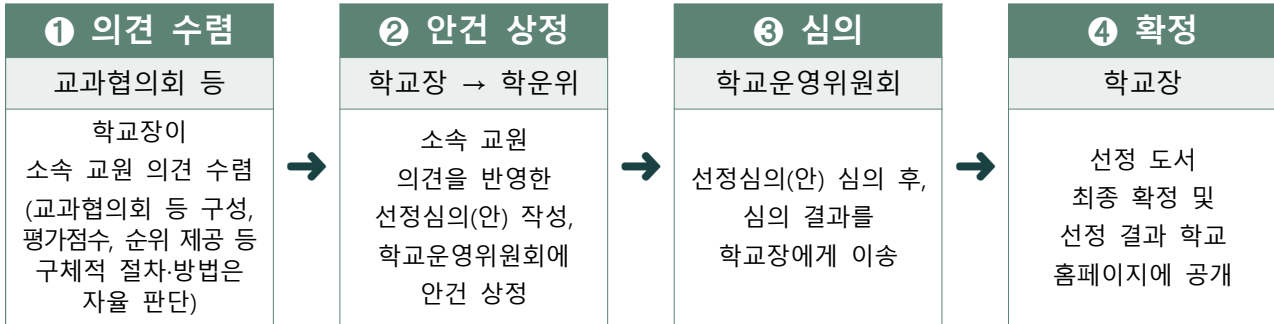 ❶ 의견 수렴
교과협의회 등
학교장이
소속 교원 의견 수렴
(교과협의회 등 구성,
평가점수, 순위 제공 등
구체적 절차·방법은
자율 판단)
➜
❷ 안건 상정
학교장 → 학운위
소속 교원
의견을 반영한
선정심의(안) 작성,
학교운영위원회에
안건 상정
➜
❸ 심의
학교운영위원회
선정심의(안) 심의 후,
심의 결과를
학교장에게 이송
➜
❹ 확정
학교장
선정 도서
최종 확정 및
선정 결과 학교
홈페이지에 공개